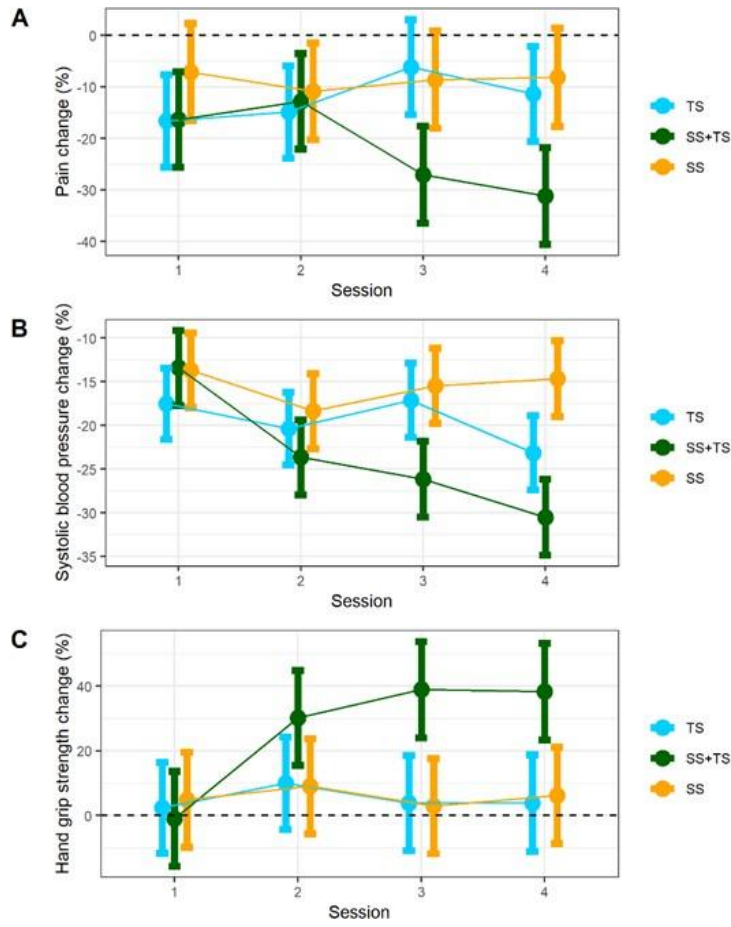 A
Pain change (%)
0
-10
-20
-30
-40
1 2 3 4
Session
TS
SS+TS
SS
B
Systolic blood pressure change (%)
-10
-15
-20
-25
-30
-35
1 2 3 4
Session
TS
SS+TS
SS
C
Hand grip strength change (%)
40
20
0
1 2 3 4
Session
TS
SS+TS
SS